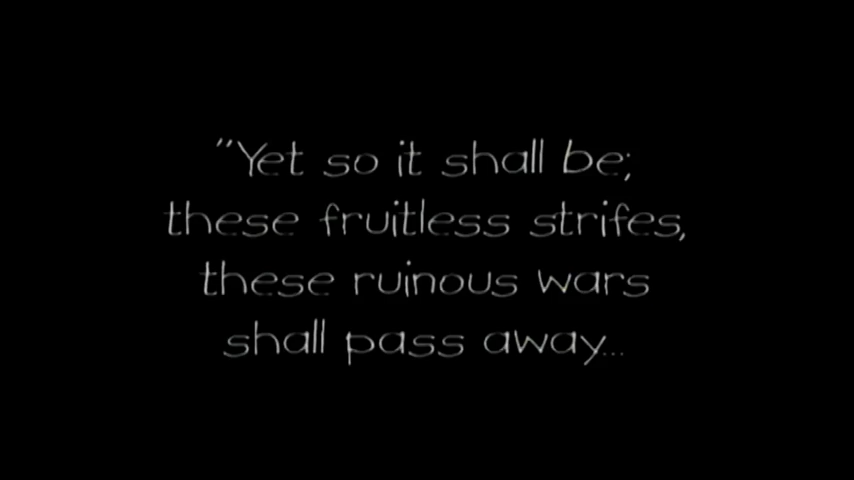 "Yet so it shall be;
these fruitless strifes,
these ruinous wars
shall pass away...